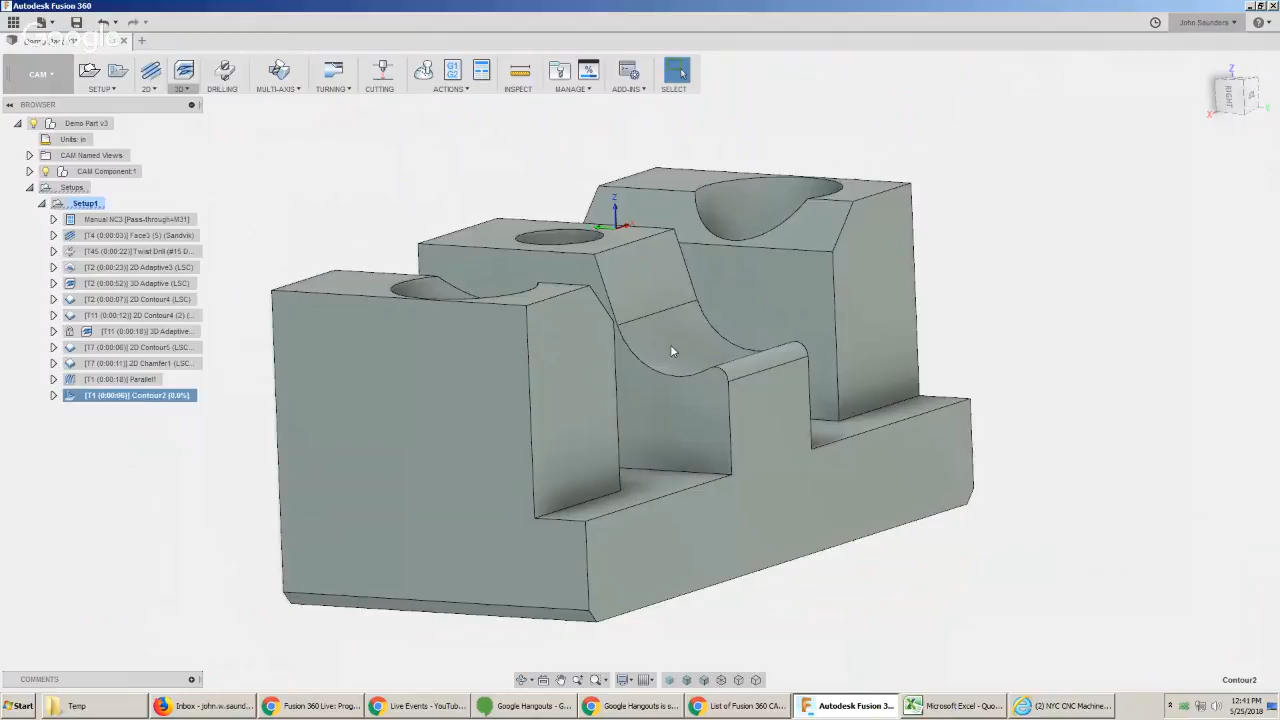 Autodesk Fusion 360
John Saunders
Google
CAM
SETUP
2D
3D
DRILLING
MULTI-AXIS
TURNING
CUTTING
ACTIONS
INSPECT
MANAGE
ADD-INS
SELECT
G1
G2
BROWSER
Demo Part v3
Units: in
CAM Named Views
CAM Component:1
Setups
Setup1
Manual NC3 [Pass-through=M31]
[T4 (0:00:03)] Face3 (S) (Sandvik)
[T45 (0:00:22)] Twist Drill (#15 D...
[T2 (0:00:23)] 2D Adaptive3 (LSC)
[T2 (0:00:52)] 3D Adaptive (LSC)
[T2 (0:00:07)] 2D Contour4 (LSC)
[T11 (0:00:12)] 2D Contour4 (2) (...
[T11 (0:00:18)] 3D Adaptive...
[T7 (0:00:06)] 2D Contour5 (LSC...
[T7 (0:00:11)] 2D Chamfer1 (LSC...
[T1 (0:00:18)] Parallel1
[T1 (0:00:06)] Contour2 [0.0%]
Z
RIGHT
X
Y
Z
COMMENTS
Contour2
Start
Temp
Inbox - john.w.saund...
Fusion 360 Live: Prog...
Live Events - YouTub...
Google Hangouts - G...
Google Hangouts is s...
List of Fusion 360 CA...
Autodesk Fusion 3...
Microsoft Excel - Quo...
(2) NYC CNC Machine...
12:41 PM
5/25/2018